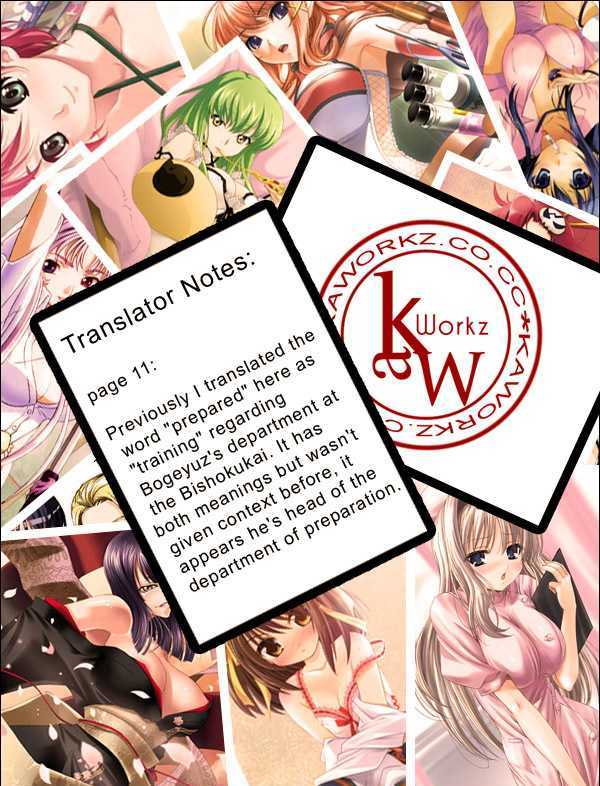 Translator Notes:
page 11:
Previously I translated the
word "prepared" here as
"training" regarding
Bogeyuz's department at
the Bishokukai. It has
both meanings but wasn't
given context before, it
appears he's head of the
department of preparation.
KAWORKZ.CO.CC*KAWORKZ.C
ka Workz
W